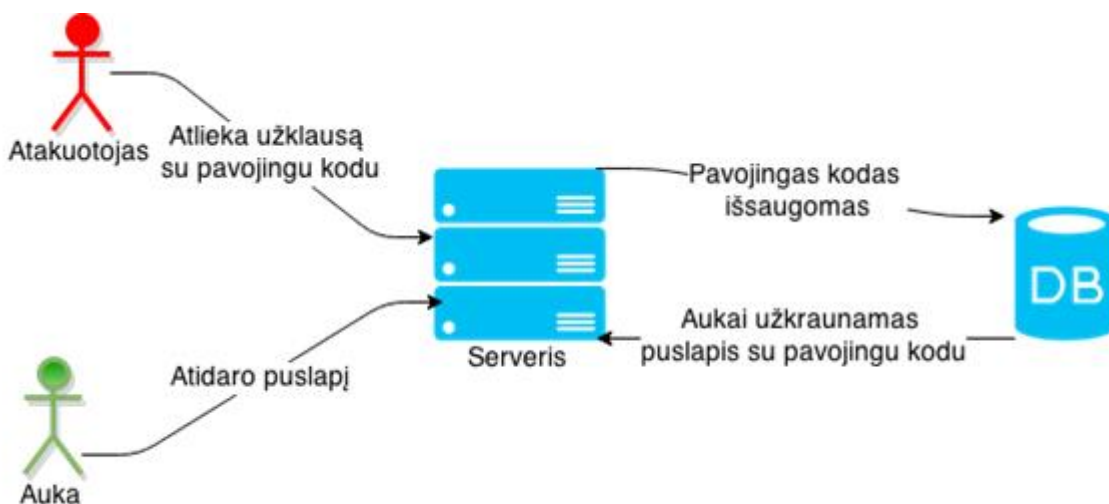 Atakuotojas
Atlieka užklausą
su pavojingu kodu
Pavojingas kodas
išsaugomas
DB
Aukai užkraunamas
puslapis su pavojingu kodu
Serveris
Atidaro puslapį
Auka